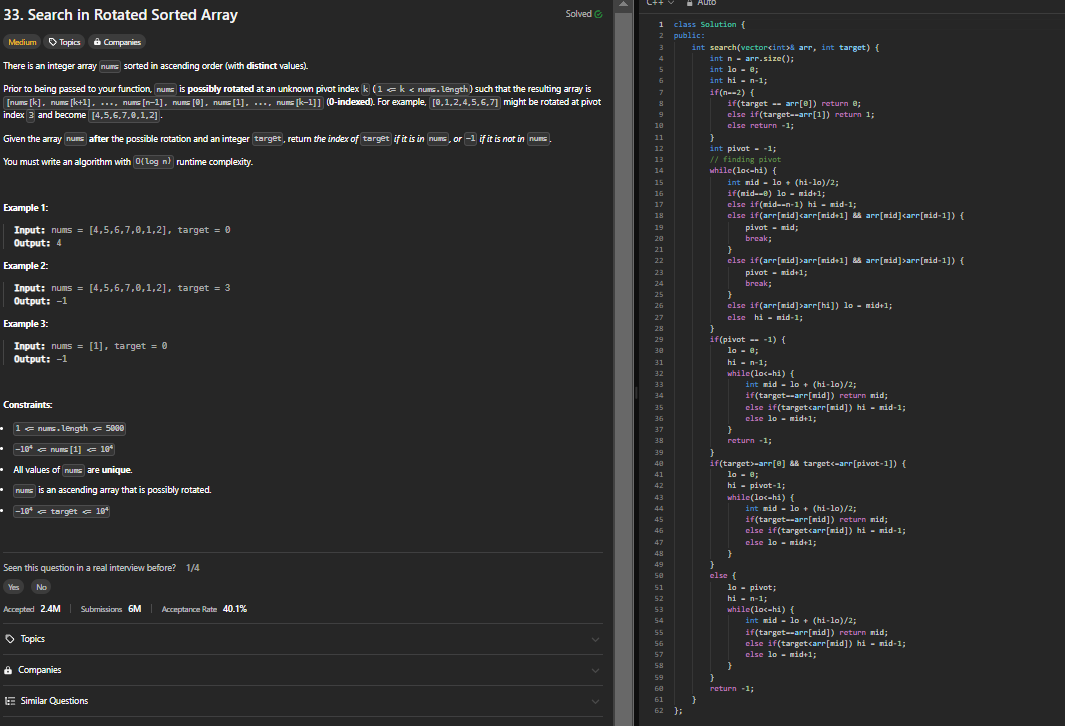 33. Search in Rotated Sorted Array
Solved
Medium
Topics
Companies
There is an integer array nums sorted in ascending order (with distinct values).
Prior to being passed to your function, nums is possibly rotated at an unknown pivot index k (1 <= k < nums.length) such that the resulting array is
[nums[k], nums[k+1], ..., nums[n-1], nums[0], nums[1], ..., nums[k-1]] (0-indexed). For example, [0,1,2,4,5,6,7] might be rotated at pivot
index 3 and become [4,5,6,7,0,1,2].
Given the array nums after the possible rotation and an integer target, return the index of target if it is in nums, or -1 if it is not in nums.
You must write an algorithm with O(log n) runtime complexity.
Example 1:
Input: nums = [4,5,6,7,0,1,2], target = 0
Output: 4
Example 2:
Input: nums = [4,5,6,7,0,1,2], target = 3
Output: -1
Example 3:
Input: nums = [1], target = 0
Output: -1
Constraints:
1 <= nums.length <= 5000
-10⁴ <= nums[i] <= 10⁴
All values of nums are unique.
nums is an ascending array that is possibly rotated.
-10⁴ <= target <= 10⁴
Seen this question in a real interview before? 1/4
Yes No
Accepted 2.4M Submissions 6M Acceptance Rate 40.1%
Topics
Companies
Similar Questions
C++ Auto
1 class Solution {
2 public:
3 int search(vector<int>& arr, int target) {
4 int n = arr.size();
5 int lo = 0;
6 int hi = n-1;
7 if(n==2) {
8 if(target == arr[0]) return 0;
9 else if(target==arr[1]) return 1;
10 else return -1;
11 }
12 int pivot = -1;
13 // finding pivot
14 while(lo<=hi) {
15 int mid = lo + (hi-lo)/2;
16 if(mid==0) lo = mid+1;
17 else if(mid==n-1) hi = mid-1;
18 else if(arr[mid]<arr[mid+1] && arr[mid]<arr[mid-1]) {
19 pivot = mid;
20 break;
21 }
22 else if(arr[mid]>arr[mid+1] && arr[mid]>arr[mid-1]) {
23 pivot = mid+1;
24 break;
25 }
26 else if(arr[mid]>arr[hi]) lo = mid+1;
27 else hi = mid-1;
28 }
29 if(pivot == -1) {
30 lo = 0;
31 hi = n-1;
32 while(lo<=hi) {
33 int mid = lo + (hi-lo)/2;
34 if(target==arr[mid]) return mid;
35 else if(target<arr[mid]) hi = mid-1;
36 else lo = mid+1;
37 }
38 return -1;
39 }
40 if(target>=arr[0] && target<=arr[pivot-1]) {
41 lo = 0;
42 hi = pivot-1;
43 while(lo<=hi) {
44 int mid = lo + (hi-lo)/2;
45 if(target==arr[mid]) return mid;
46 else if(target<arr[mid]) hi = mid-1;
47 else lo = mid+1;
48 }
49 }
50 else {
51 lo = pivot;
52 hi = n-1;
53 while(lo<=hi) {
54 int mid = lo + (hi-lo)/2;
55 if(target==arr[mid]) return mid;
56 else if(target<arr[mid]) hi = mid-1;
57 else lo = mid+1;
58 }
59 }
60 return -1;
61 }
62 };